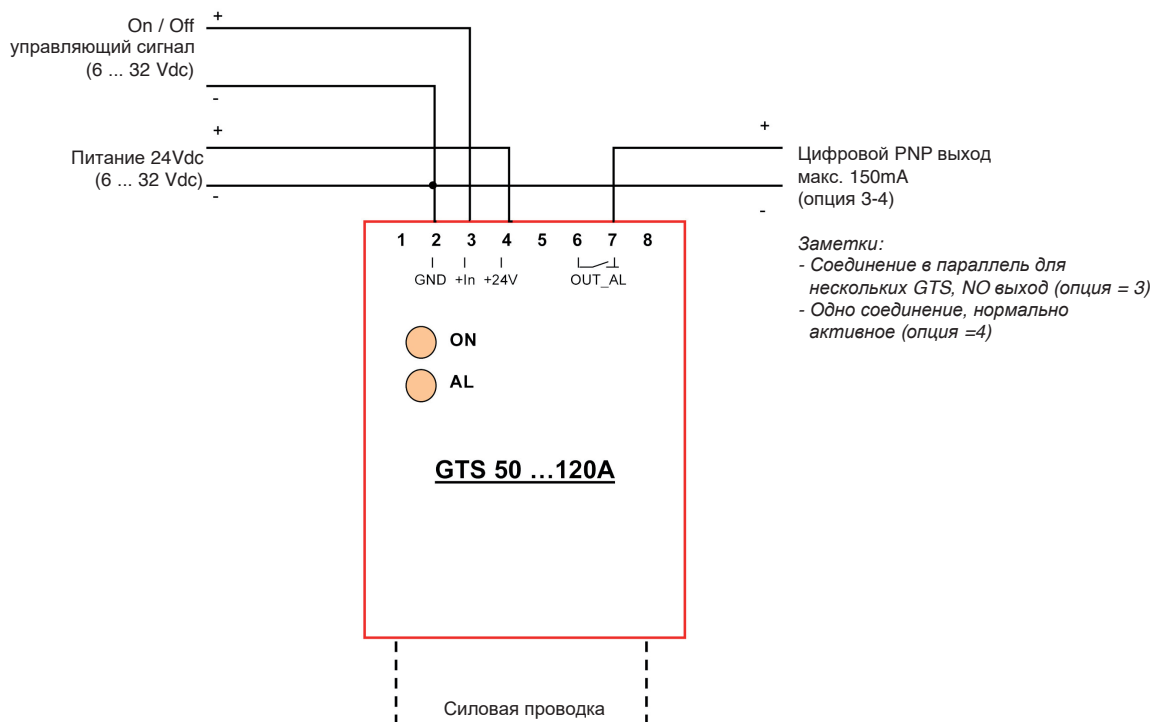 On / Off
управляющий сигнал
(6 ... 32 Vdc)
+
-
Питание 24Vdc
(6 ... 32 Vdc)
+
-
+
-
Цифровой PNP выход
макс. 150mA
(опция 3-4)
Заметки:
- Соединение в параллель для
нескольких GTS, NO выход (опция = 3)
- Одно соединение, нормально
активное (опция =4)
1 2 3 4 5 6 7 8
GND +In +24V OUT_AL
ON
AL
GTS 50 ...120A
Силовая проводка